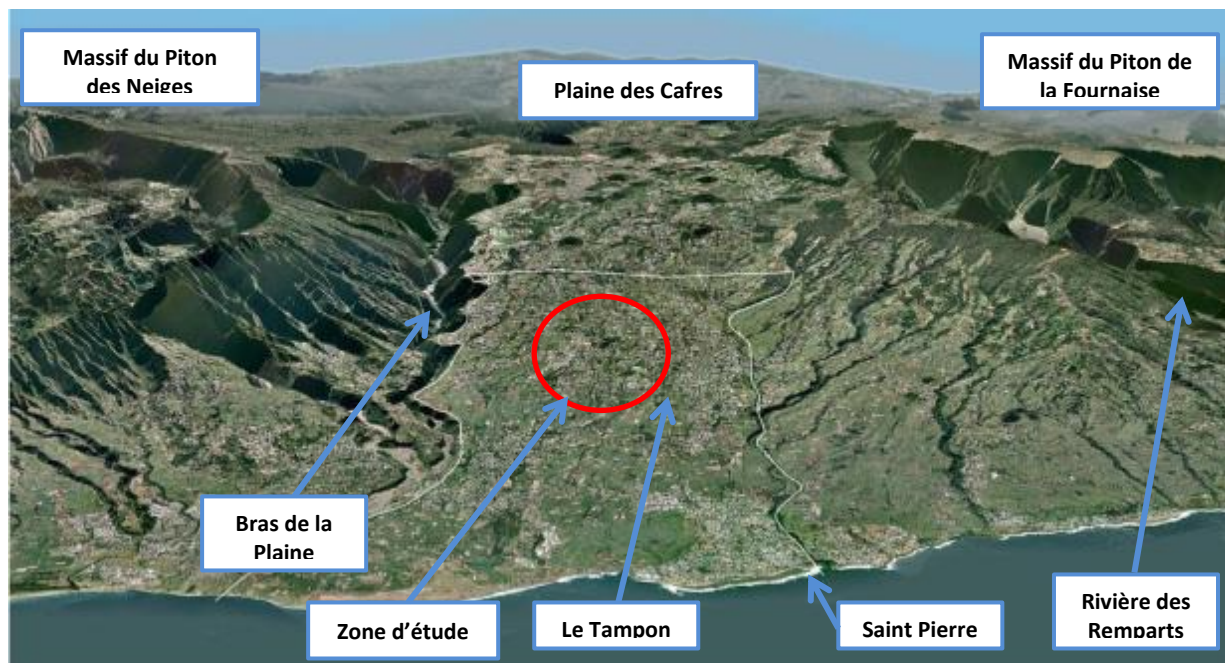 Massif du Piton
des Neiges
Plaine des Cafres
Massif du Piton de
la Fournaise
Bras de la
Plaine
Zone d'étude
Le Tampon
Saint Pierre
Rivière des
Remparts